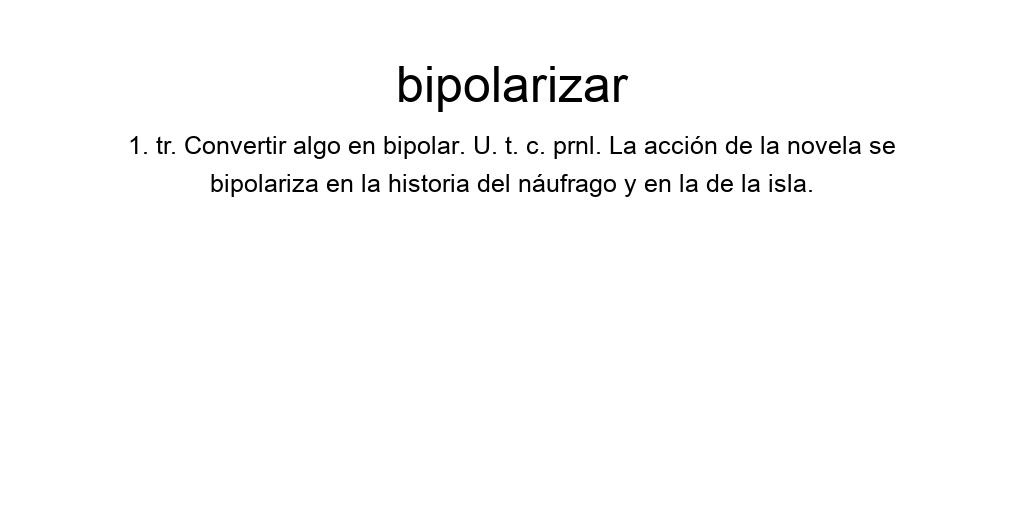 bipolarizar
1. tr. Convertir algo en bipolar. U. t. c. prnl. La acción de la novela se
bipolariza en la historia del náufrago y en la de la isla.